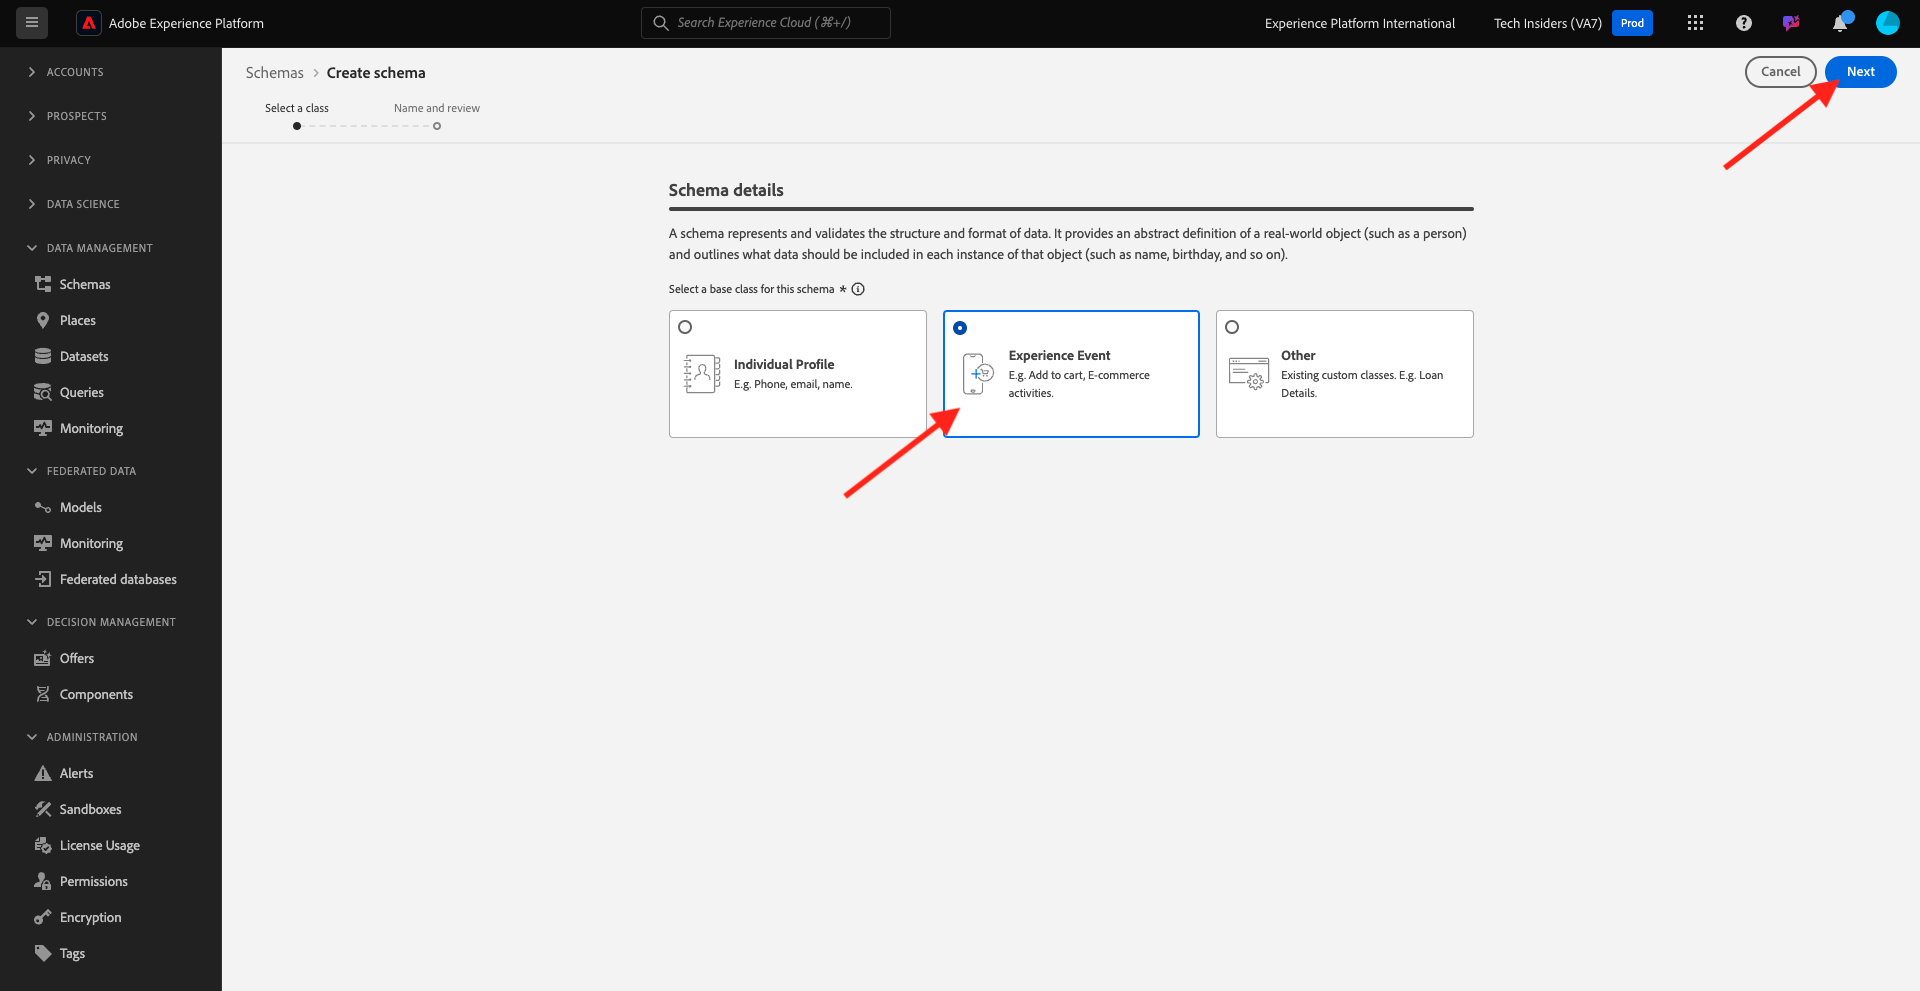 Adobe Experience Platform
Search Experience Cloud (⌘+/)
Experience Platform International
Tech Insiders (VA7)
Prod
ACCOUNTS
PROSPECTS
PRIVACY
DATA SCIENCE
DATA MANAGEMENT
Schemas
Places
Datasets
Queries
Monitoring
FEDERATED DATA
Models
Monitoring
Federated databases
DECISION MANAGEMENT
Offers
Components
ADMINISTRATION
Alerts
Sandboxes
License Usage
Permissions
Encryption
Tags
Schemas > Create schema
Cancel
Next
Select a class
Name and review
Schema details
A schema represents and validates the structure and format of data. It provides an abstract definition of a real-world object (such as a person)
and outlines what data should be included in each instance of that object (such as name, birthday, and so on).
Select a base class for this schema *
Individual Profile
E.g. Phone, email, name.
Experience Event
E.g. Add to cart, E-commerce
activities.
Other
Existing custom classes. E.g. Loan
Details.